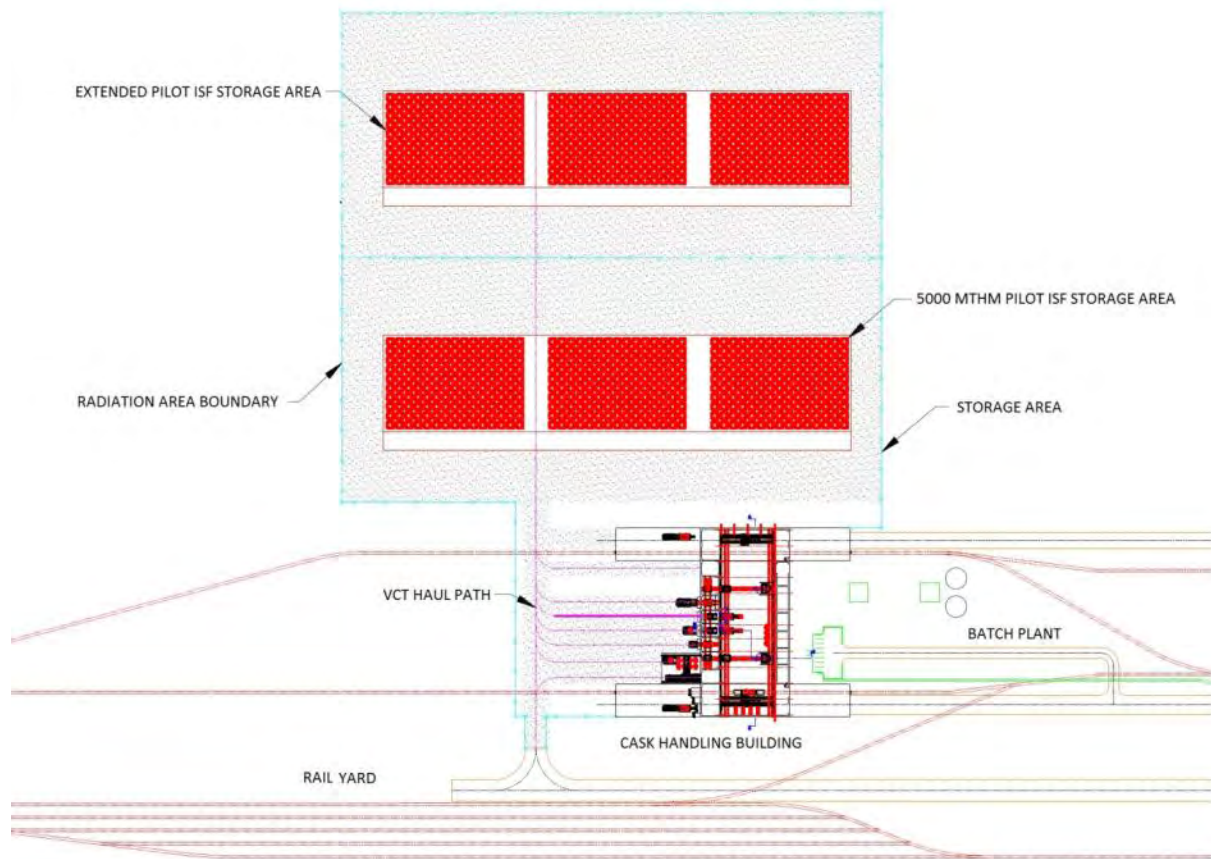 EXTENDED PILOT ISF STORAGE AREA
5000 MTHM PILOT ISF STORAGE AREA
RADIATION AREA BOUNDARY
STORAGE AREA
VCT HAUL PATH
BATCH PLANT
CASK HANDLING BUILDING
RAIL YARD